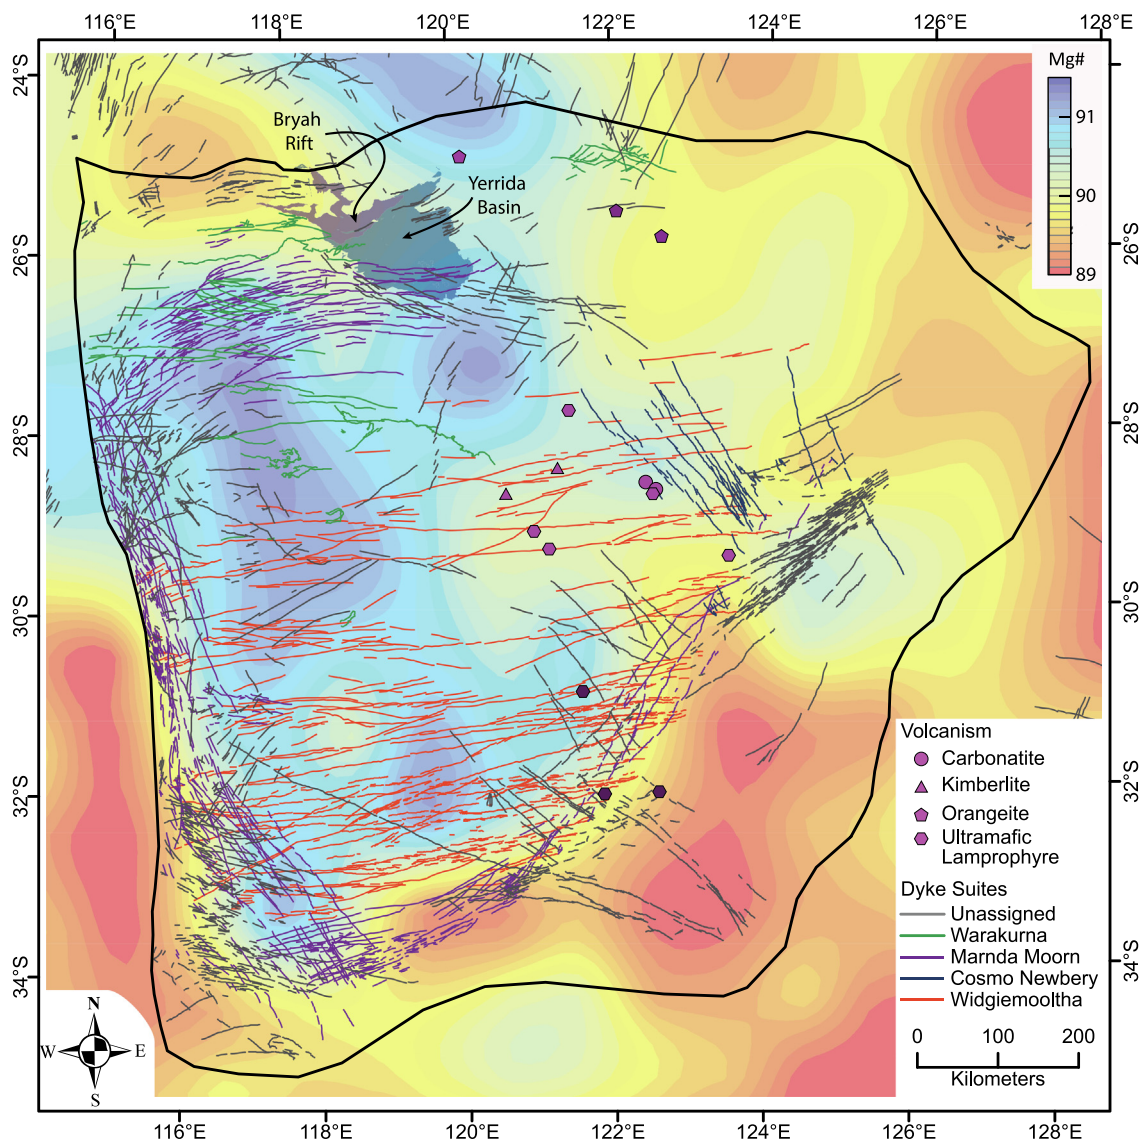 116°E 118°E 120°E 122°E 124°E 126°E 128°E
24°S
26°S
28°S
30°S
32°S
34°S
Bryah
Rift
Yerrida
Basin
Mg#
91
90
89
26°S
28°S
30°S
32°S
34°S
Volcanism
Carbonatite
Kimberlite
Orangeite
Ultramafic
Lamprophyre
Dyke Suites
Unassigned
Warakurna
Marnda Moorn
Cosmo Newbery
Widgiemooltha
0 100 200
Kilometers
N
W E
S
116°E 118°E 120°E 122°E 124°E 126°E 128°E